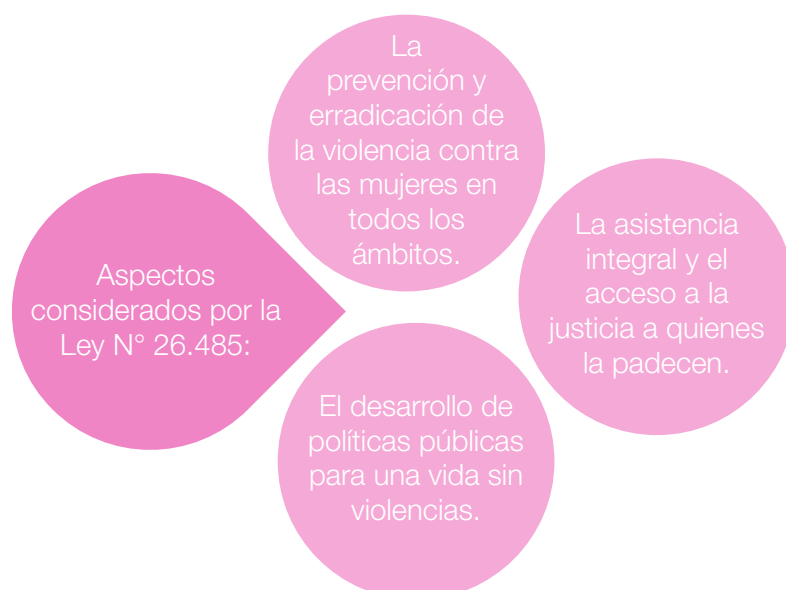 Aspectos
considerados por la
Ley N° 26.485:
La
prevención y
erradicación de
la violencia contra
las mujeres en
todos los
ámbitos.
La asistencia
integral y el
acceso a la
justicia a quienes
la padecen.
El desarrollo de
políticas públicas
para una vida sin
violencias.